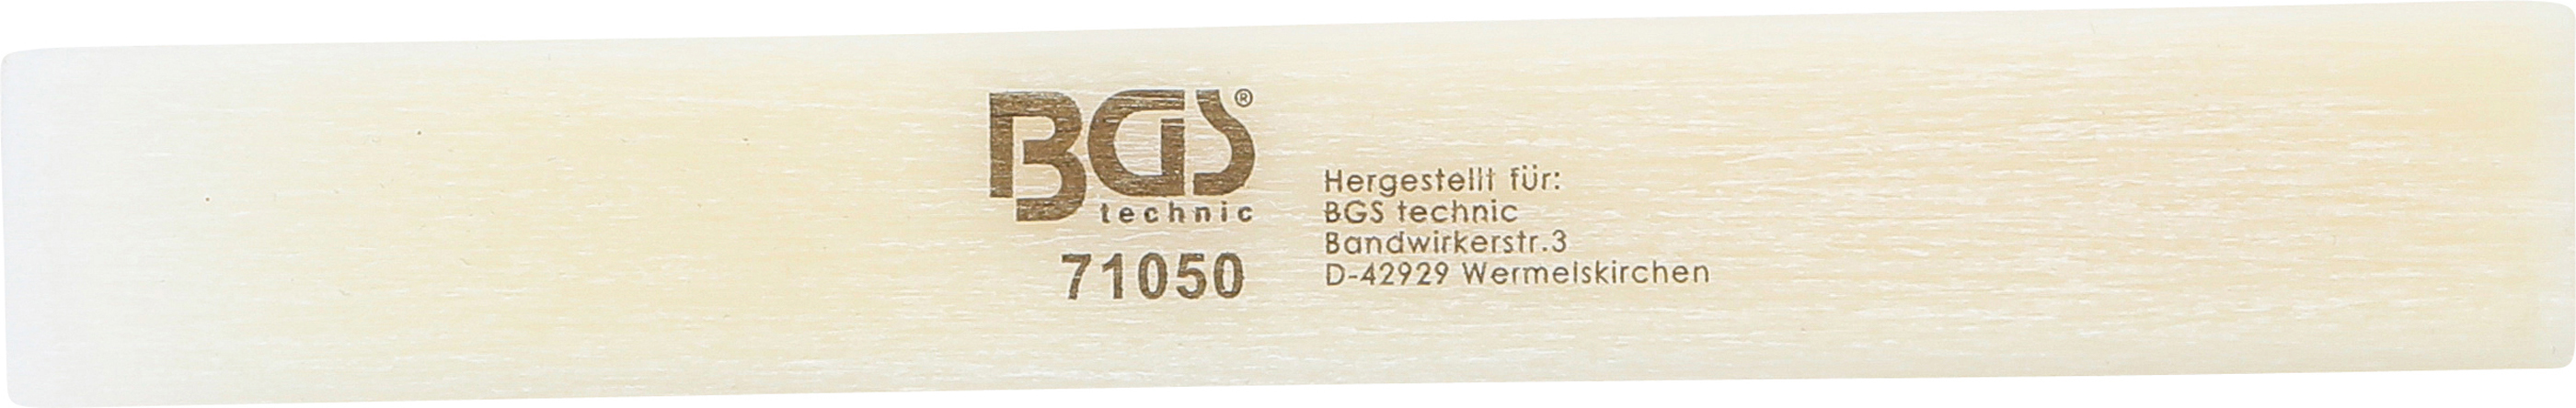 BGS®
technic
71050
Hergestellt für:
BGS technic
Bandwirkerstr.3
D-42929 Wermelskirchen